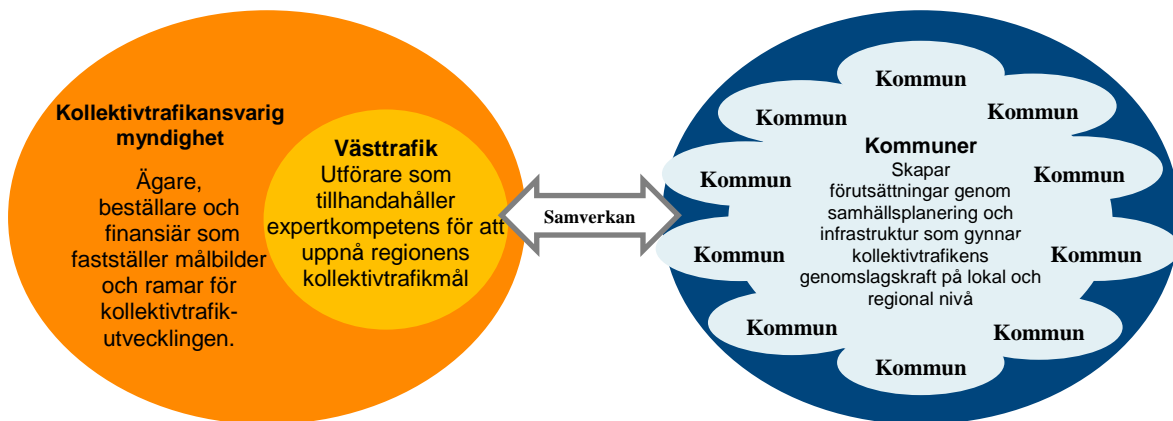 Kollektivtrafikansvarig
myndighet
Ägare,
beställare och
finansiär som
fastställer målbilder
och ramar för
kollektivtrafik-
utvecklingen.
Västtrafik
Utförare som
tillhandahåller
expertkompetens för att
uppnå regionens
kollektivtrafikmål
Samverkan
Kommun
Kommun
Kommun
Kommun
Kommun
Kommun
Kommun
Kommun
Kommun
Kommun
Kommuner
Skapar
förutsättningar genom
samhällsplanering och
infrastruktur som gynnar
kollektivtrafikens
genomslagskraft på lokal och
regional nivå